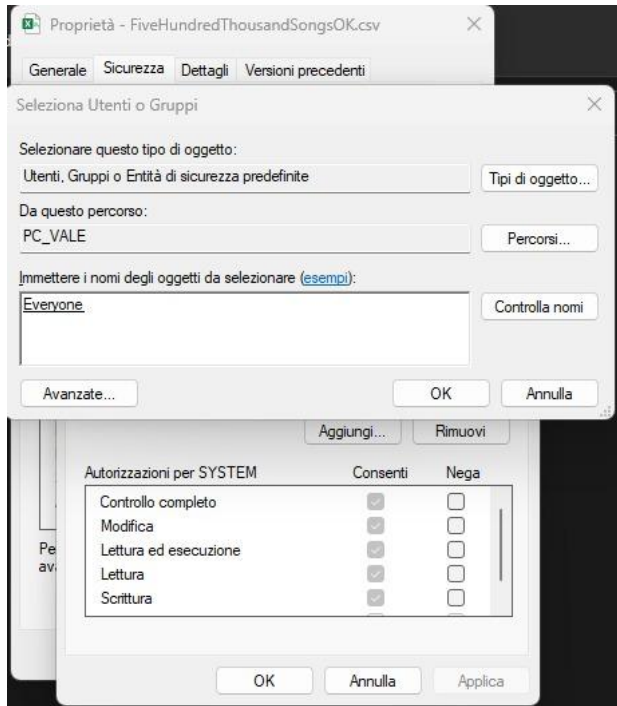 Proprietà - FiveHundredThousandSongsOK.csv
Generale Sicurezza Dettagli Versioni precedenti
Seleziona Utenti o Gruppi
Selezionare questo tipo di oggetto:
Utenti, Gruppi o Entità di sicurezza predefinite Tipi di oggetto...
Da questo percorso:
PC_VALE Percorsi...
Immettere i nomi degli oggetti da selezionare (esempi):
Everyone Controlla nomi
Avanzate... OK Annulla
Aggiungi... Rimuovi
Autorizzazioni per SYSTEM Consenti Nega
Controllo completo
Modifica
Lettura ed esecuzione
Lettura
Scrittura
OK Annulla Applica